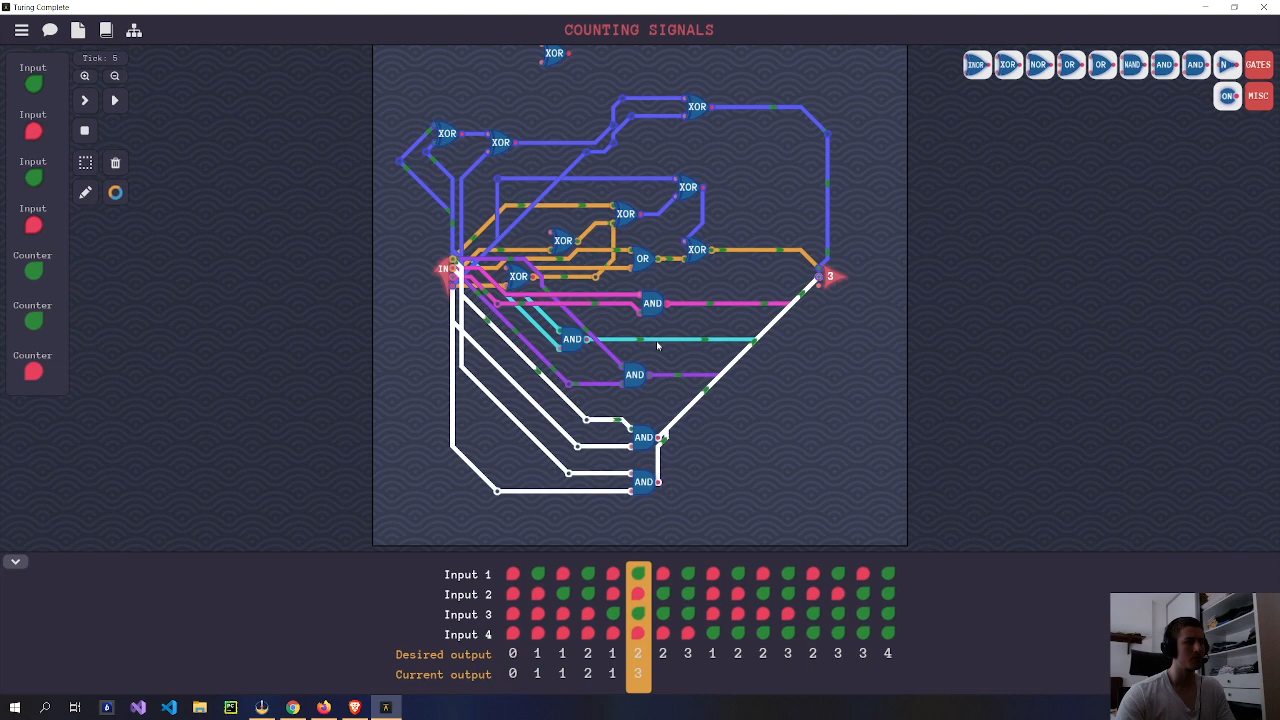 Turing Complete
COUNTING SIGNALS
Input
Input
Input
Input
Counter
Counter
Counter
Tick: 5
XNOR XOR NOR OR OR NAND AND AND N GATES
ON MISC
XOR
XOR
XOR
XOR
XOR
XOR
XOR
XOR
OR
XOR
IN
XOR
3
AND
AND
AND
AND
AND
Input 1
Input 2
Input 3
Input 4
Desired output 0 1 1 2 1 2 2 3 1 2 2 3 2 3 3 4
Current output 0 1 1 2 1 3